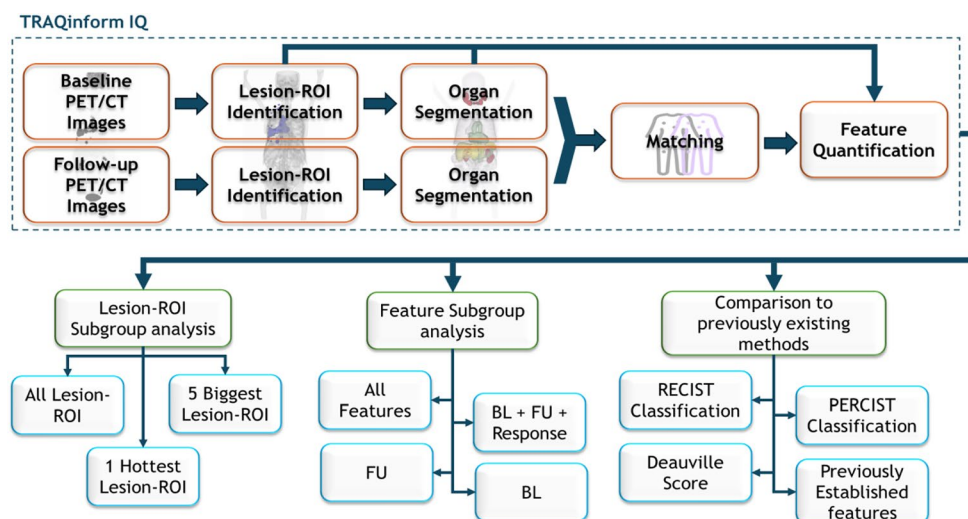 TRAQinform IQ
Baseline
PET/CT
Images
Lesion-ROI
Identification
Organ
Segmentation
Follow-up
PET/CT
Images
Lesion-ROI
Identification
Organ
Segmentation
Matching
Feature
Quantification
Lesion-ROI
Subgroup analysis
All Lesion-
ROI
5 Biggest
Lesion-ROI
1 Hottest
Lesion-ROI
Feature Subgroup
analysis
All
Features
BL + FU +
Response
FU
BL
Comparison to
previously existing
methods
RECIST
Classification
PERCIST
Classification
Deauville
Score
Previously
Established
features